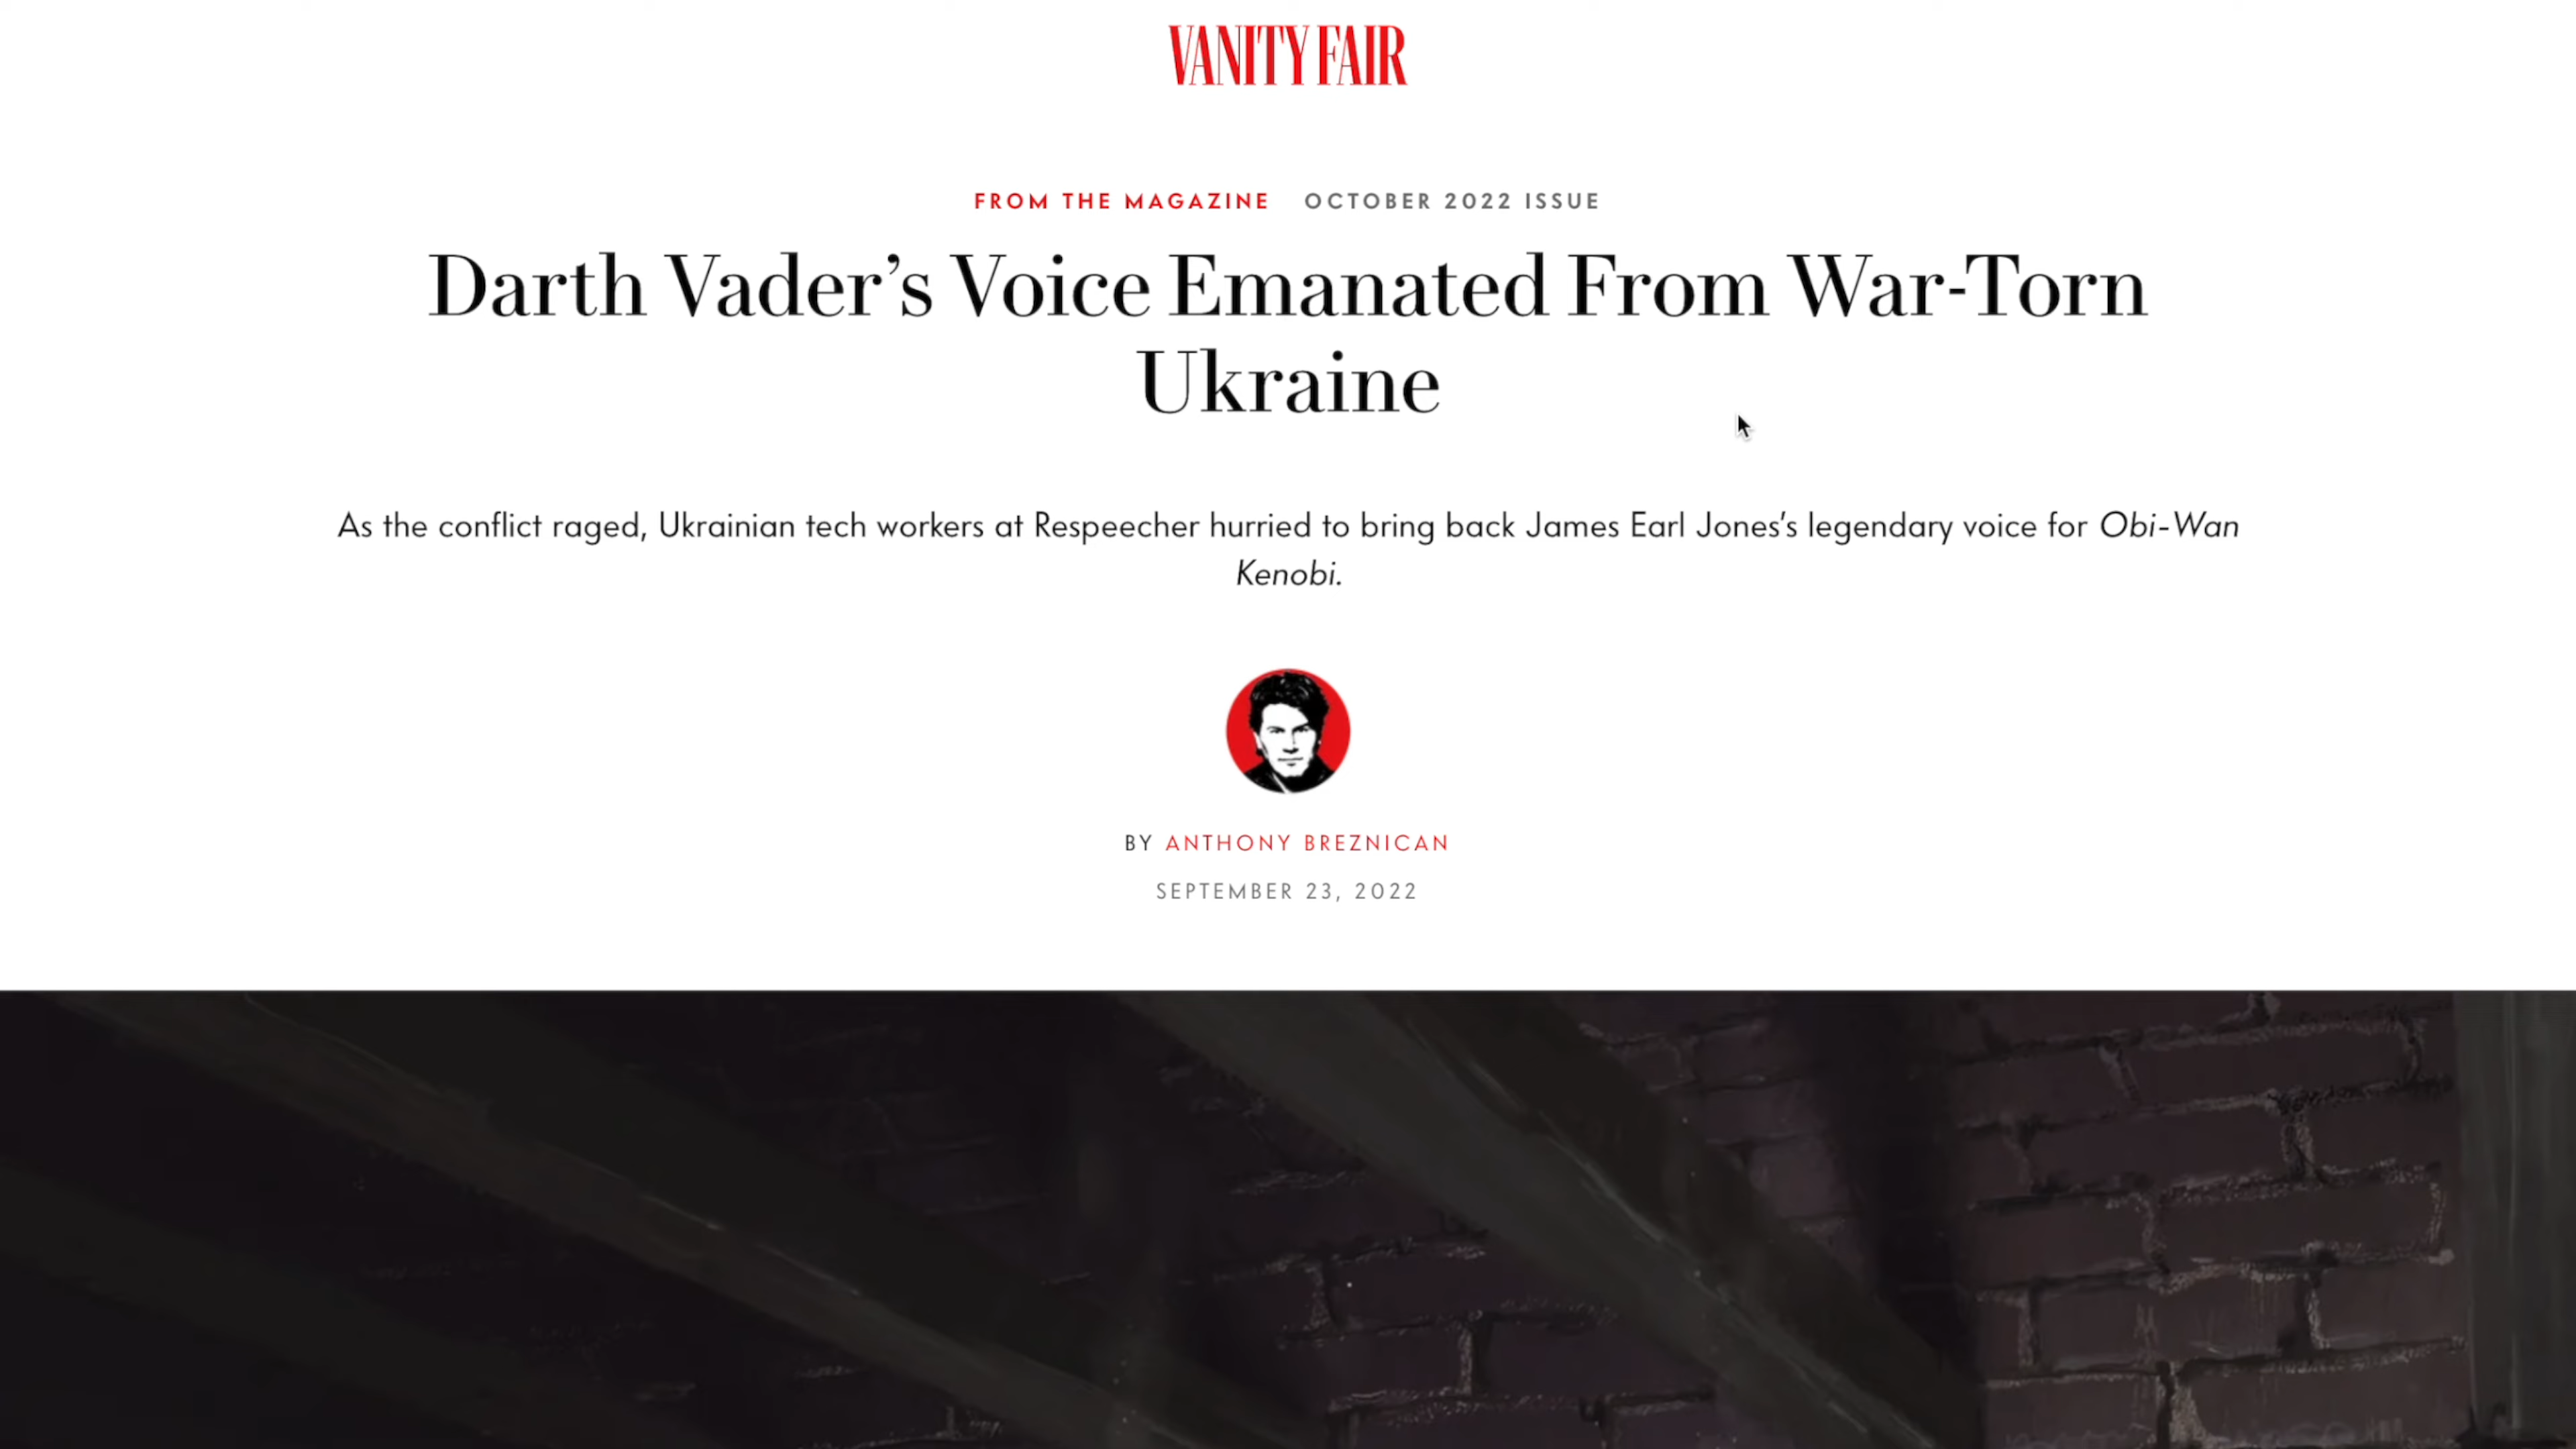 VANITY FAIR
FROM THE MAGAZINE OCTOBER 2022 ISSUE
Darth Vader’s Voice Emanated From War-Torn
Ukraine
As the conflict raged, Ukrainian tech workers at Respeecher hurried to bring back James Earl Jones’s legendary voice for Obi-Wan
Kenobi.
BY ANTHONY BREZNICAN
SEPTEMBER 23, 2022